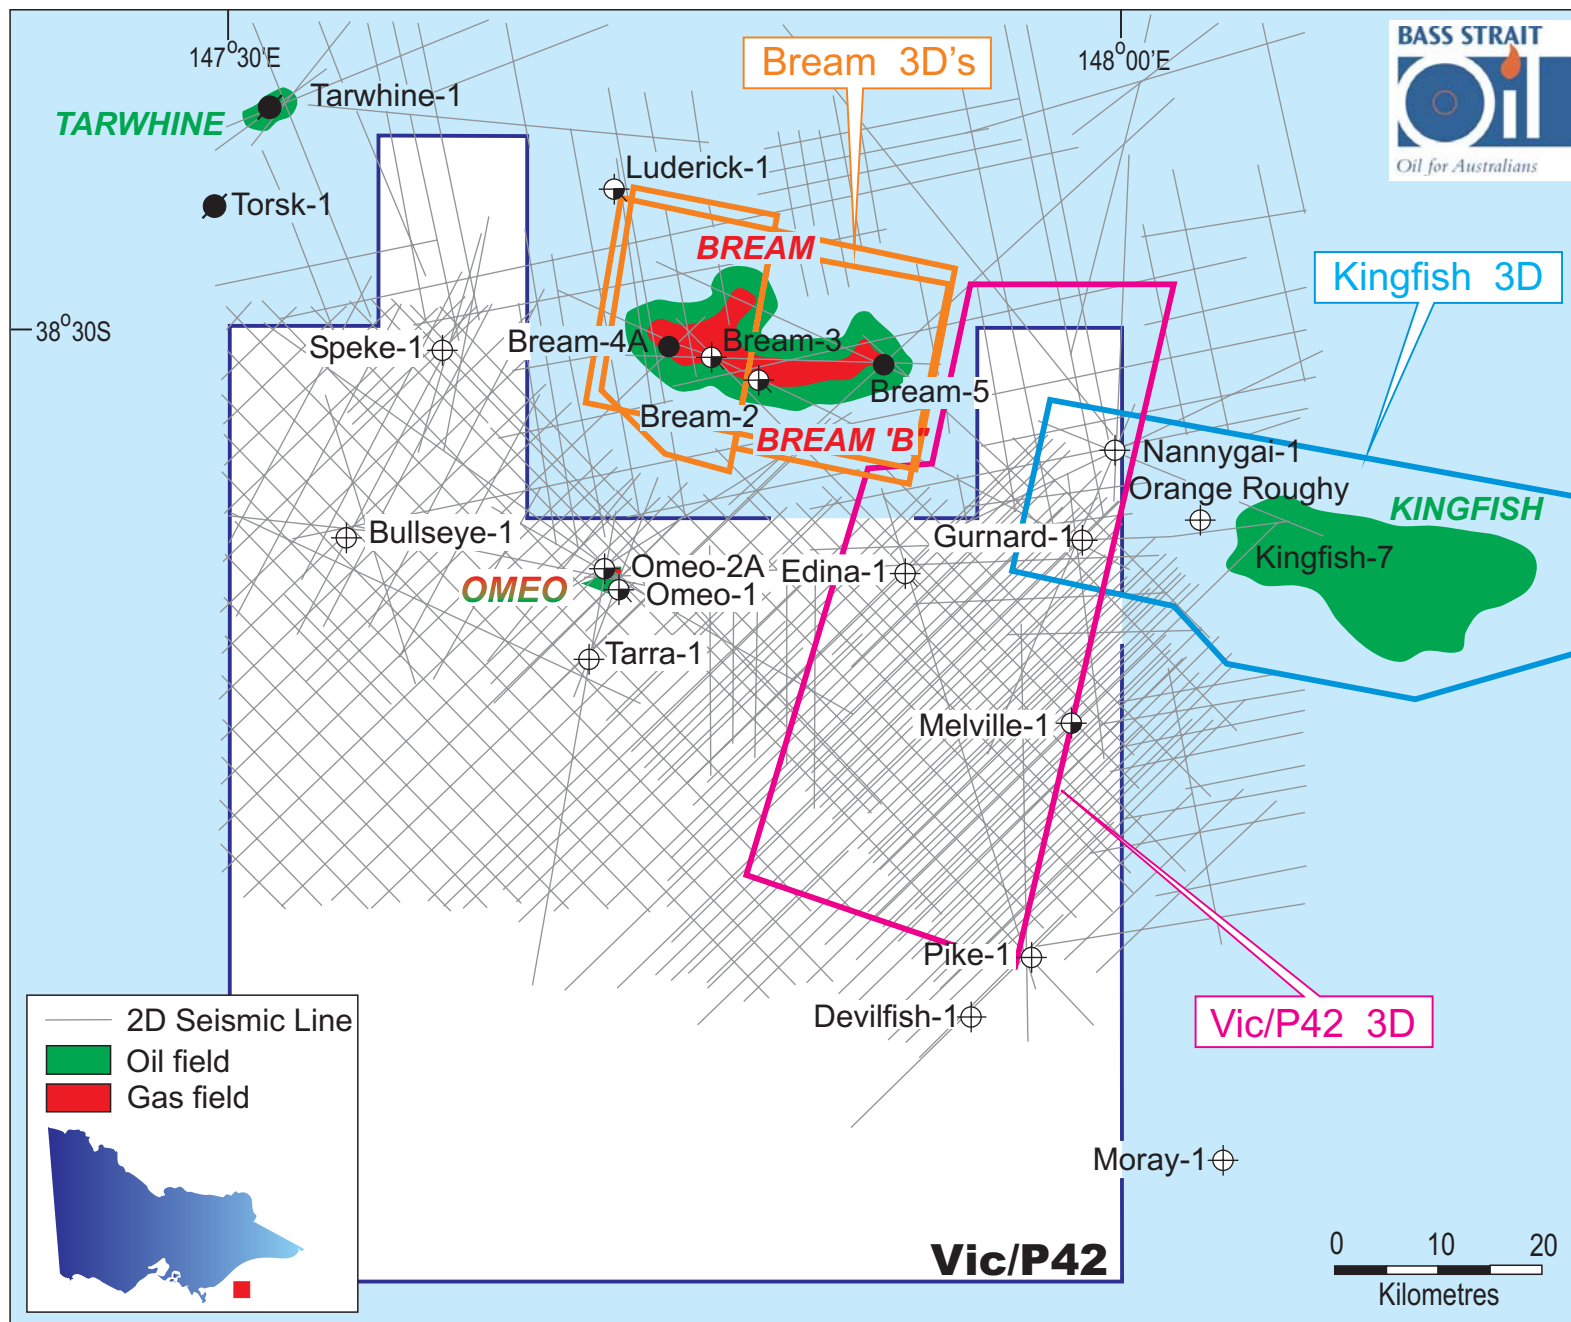 147°30'E
148°00'E
Bream 3D's
BASS STRAIT
Oil
Oil for Australians
Tarwhine-1
TARWHINE
Luderick-1
Torsk-1
BREAM
Kingfish 3D
38°30S
Speke-1
Bream-4A
Bream-3
Bream-5
Bream-2
BREAM 'B"
Nannygai-1
Orange Roughy
KINGFISH
Bullseye-1
Gurnard-1
Kingfish-7
Omeo-2A
Edina-1
OMEO
Omeo-1
Tarra-1
Melville-1
Pike-1
Devilfish-1
Vic/P42 3D
2D Seismic Line
Oil field
Gas field
Moray-1
Vic/P42
0 10 20
Kilometres